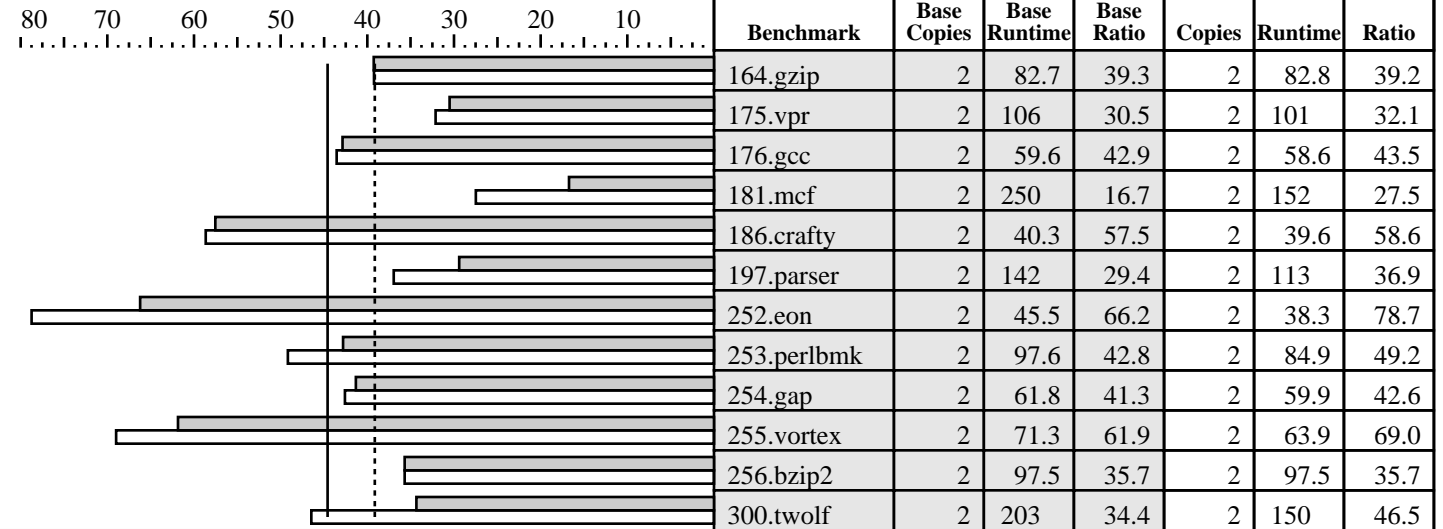 80 70 60 50 40 30 20 10
Benchmark Base Copies Base Runtime Base Ratio Copies Runtime Ratio
164.gzip 2 82.7 39.3 2 82.8 39.2
175.vpr 2 106 30.5 2 101 32.1
176.gcc 2 59.6 42.9 2 58.6 43.5
181.mcf 2 250 16.7 2 152 27.5
186.crafty 2 40.3 57.5 2 39.6 58.6
197.parser 2 142 29.4 2 113 36.9
252.eon 2 45.5 66.2 2 38.3 78.7
253.perlbmk 2 97.6 42.8 2 84.9 49.2
254.gap 2 61.8 41.3 2 59.9 42.6
255.vortex 2 71.3 61.9 2 63.9 69.0
256.bzip2 2 97.5 35.7 2 97.5 35.7
300.twolf 2 203 34.4 2 150 46.5